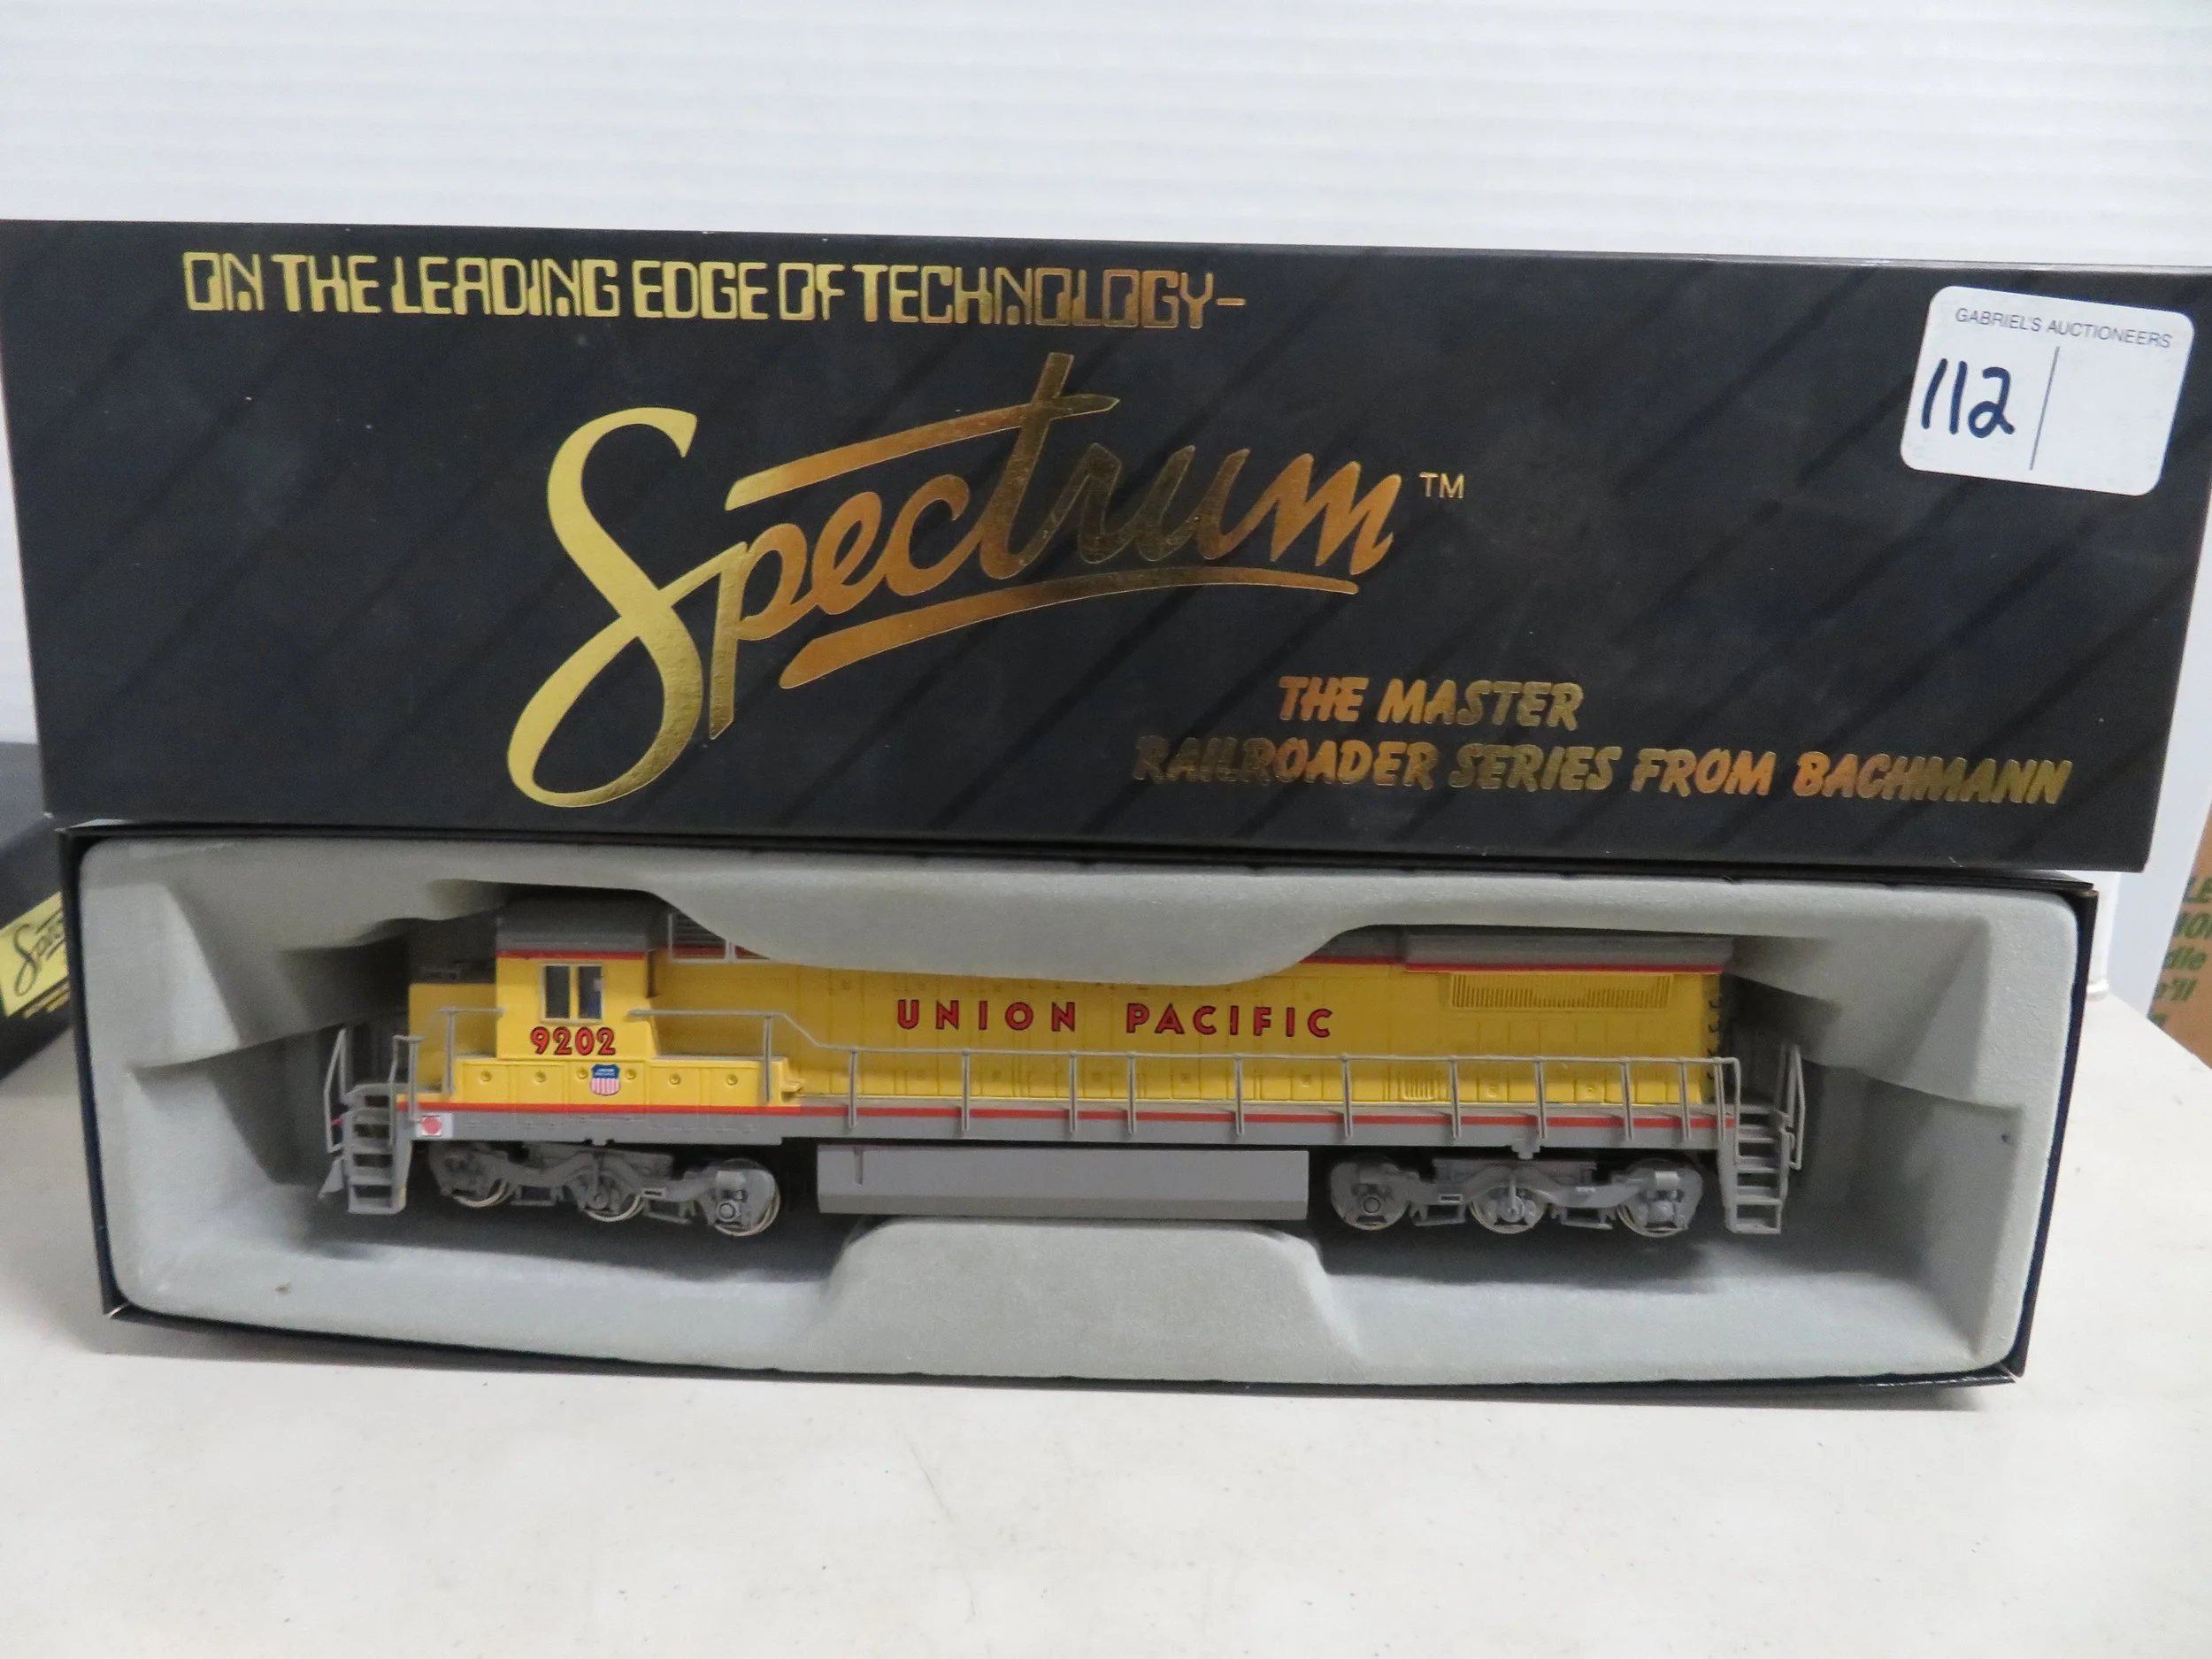 ON THE LEADING EDGE OF TECHNOLOGY-
GABRIEL'S AUCTIONEERS
112
Spectrum™
THE MASTER
RAILROADER SERIES FROM BACHMANN
UNION PACIFIC
9202